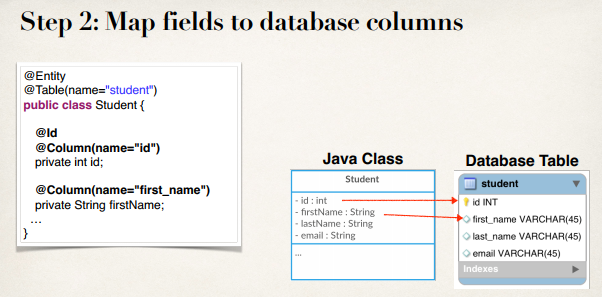 Step 2: Map fields to database columns
@Entity
@Table(name="student")
public class Student {
@Id
@Column(name="id")
private int id;
@Column(name="first_name")
private String firstName;
...
}
Java Class
Student
- id : int
- firstName : String
- lastName : String
- email : String
...
Database Table
student
id INT
first_name VARCHAR(45)
last_name VARCHAR(45)
email VARCHAR(45)
Indexes